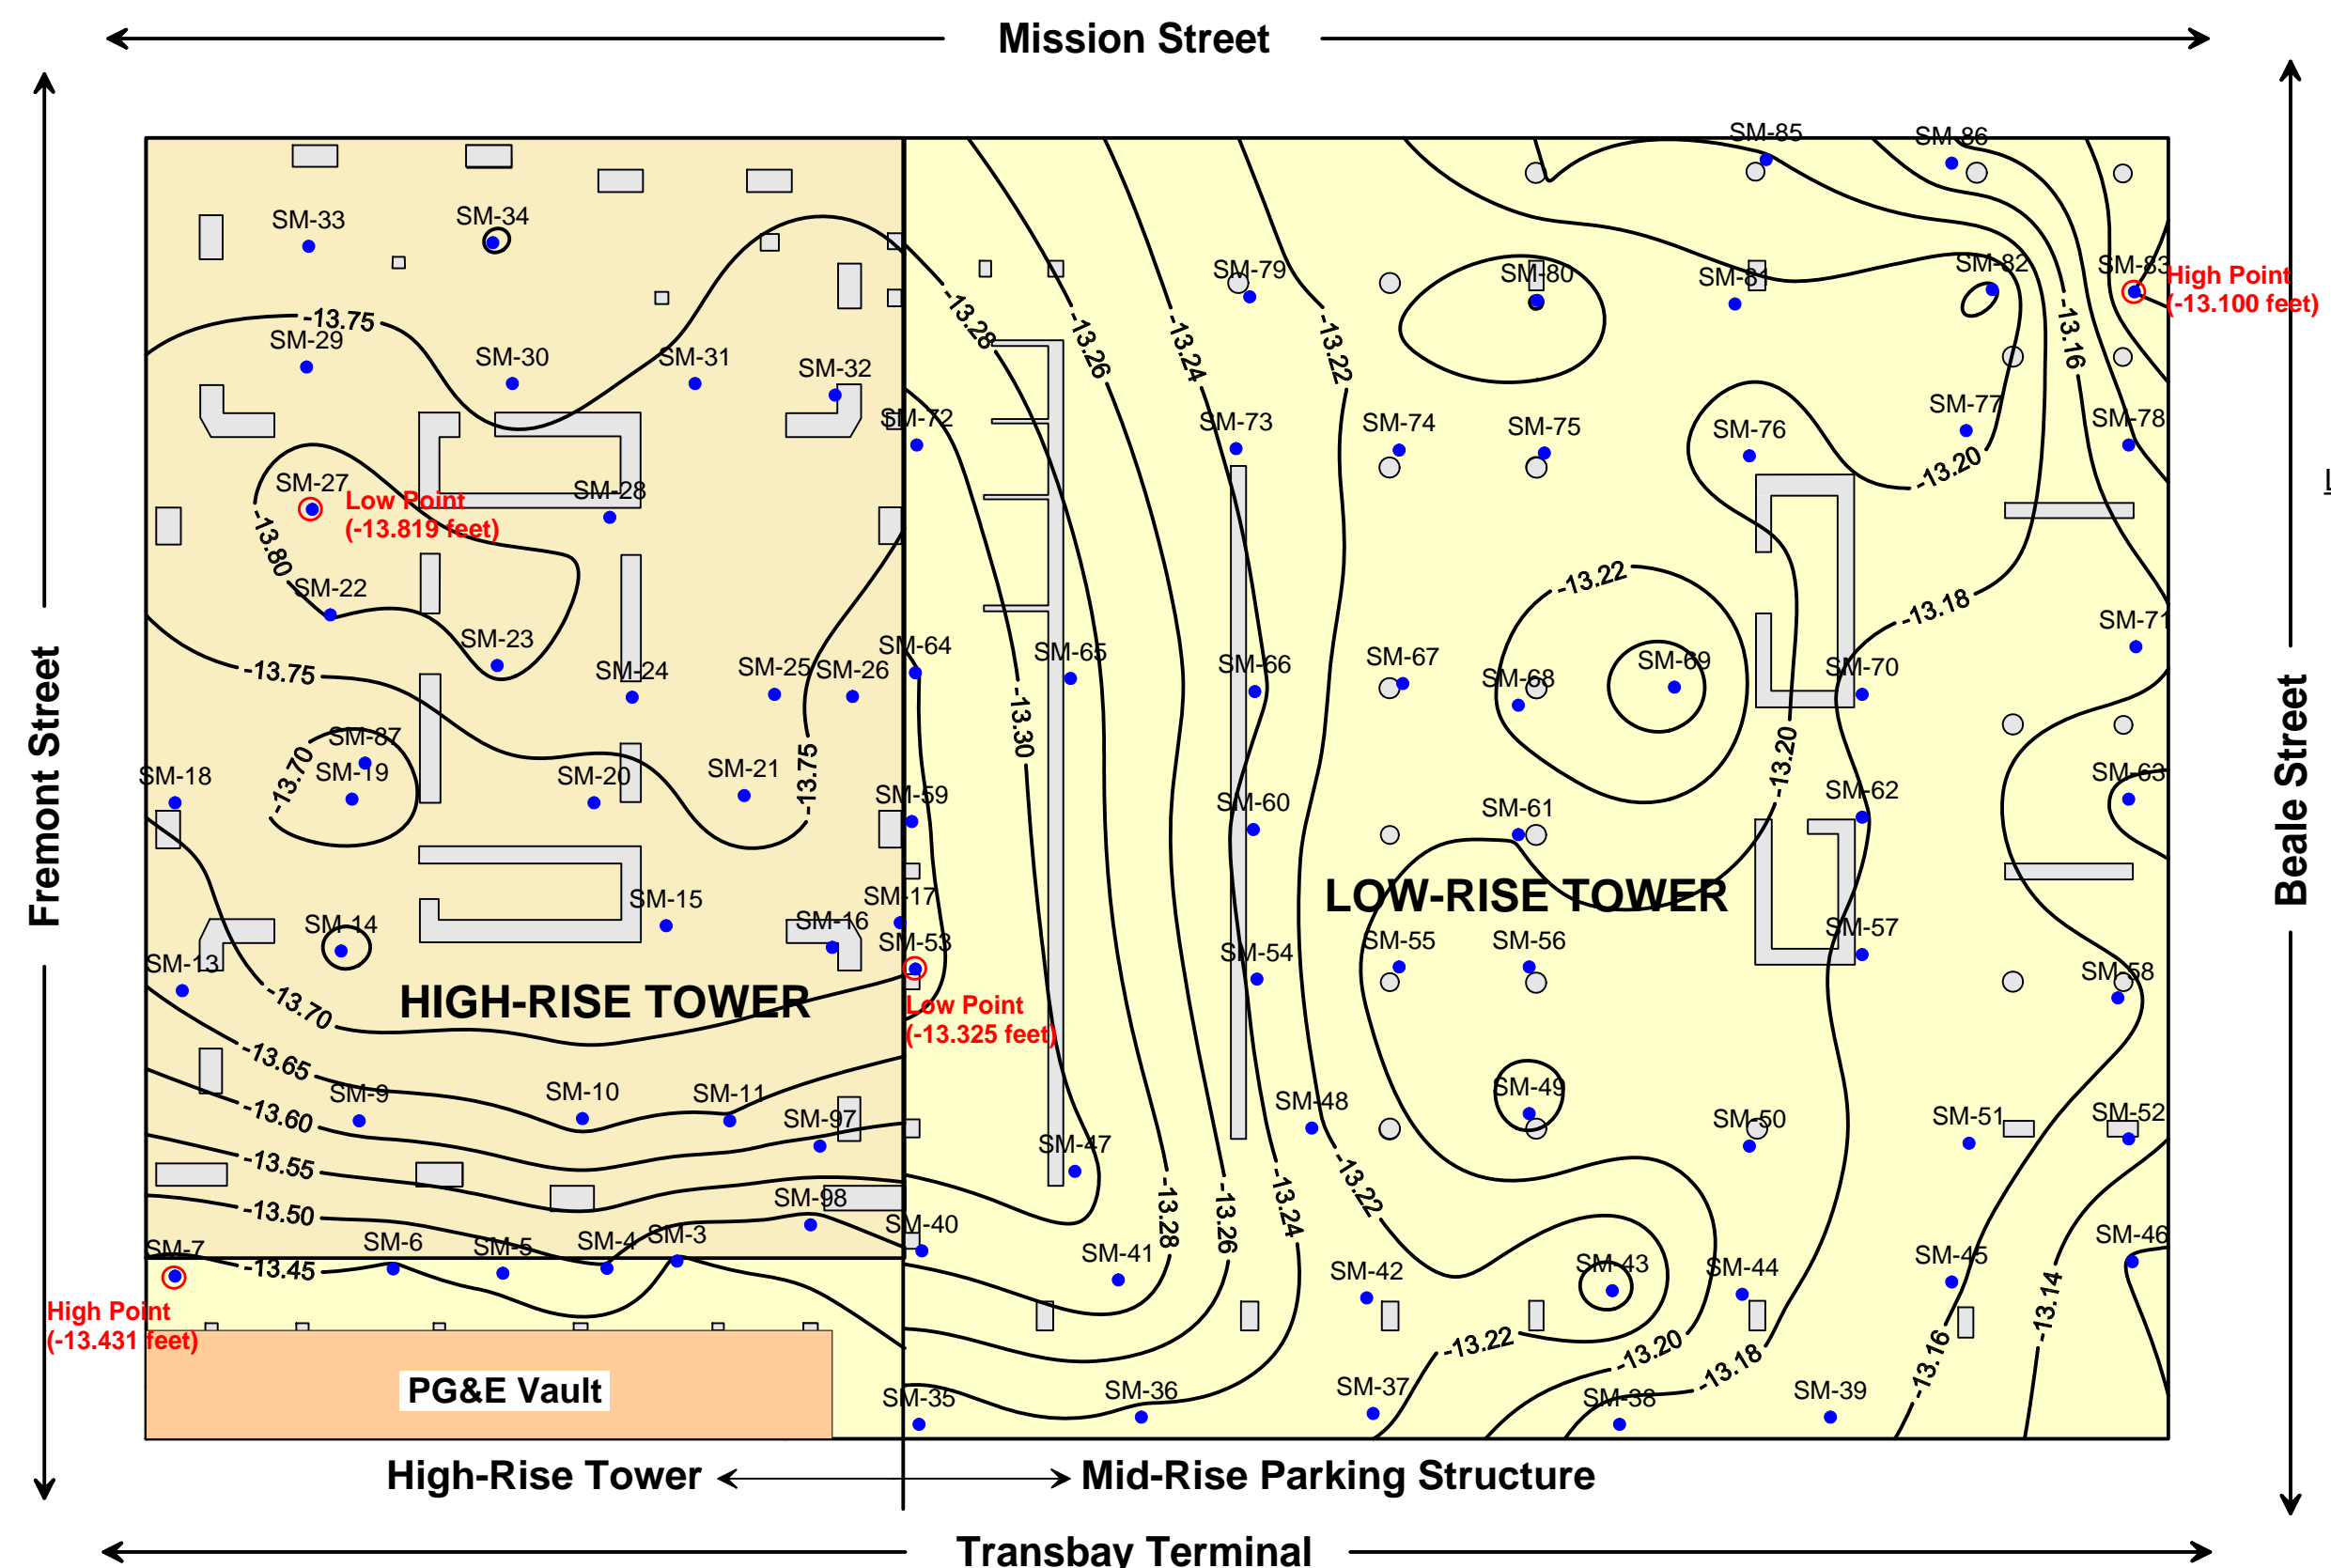 Mission Street
SM-85
SM-86
SM-33
SM-34
SM-79
SM-80
SM-81
SM-82
SM-83
High Point
(-13.100 feet)
-13.75
-13.28
-13.26
-13.24
-13.22
-13.16
SM-29
SM-30
SM-31
SM-32
SM-72
SM-73
SM-74
SM-75
SM-76
SM-77
SM-78
-13.20
SM-27
Low Point
(-13.819 feet)
SM-28
-13.80
SM-22
-13.22
-13.18
SM-23
SM-24
SM-25
SM-26
SM-64
SM-65
SM-66
SM-67
SM-68
SM-69
SM-70
SM-71
-13.75
-13.30
SM-87
-13.70
SM-18
SM-19
SM-20
SM-21
-13.75
SM-59
SM-60
SM-61
-13.20
SM-62
SM-63
Fremont Street
Beale Street
LOW-RISE TOWER
SM-13
SM-14
SM-15
SM-16
SM-17
SM-53
SM-54
SM-55
SM-56
SM-57
SM-58
HIGH-RISE TOWER
Low Point
(-13.325 feet)
-13.70
-13.65
-13.60
-13.55
-13.50
-13.45
SM-9
SM-10
SM-11
SM-97
SM-47
SM-48
SM-49
SM-50
SM-51
SM-52
SM-98
-13.28
-13.26
-13.24
-13.22
SM-7
SM-6
SM-5
SM-4
SM-3
SM-40
SM-41
SM-42
SM-43
SM-44
SM-45
SM-46
High Point
(-13.431 feet)
-13.22
-13.20
-13.18
-13.16
-13.14
PG&E Vault
SM-35
SM-36
SM-37
SM-38
SM-39
High-Rise Tower
Mid-Rise Parking Structure
Transbay Terminal